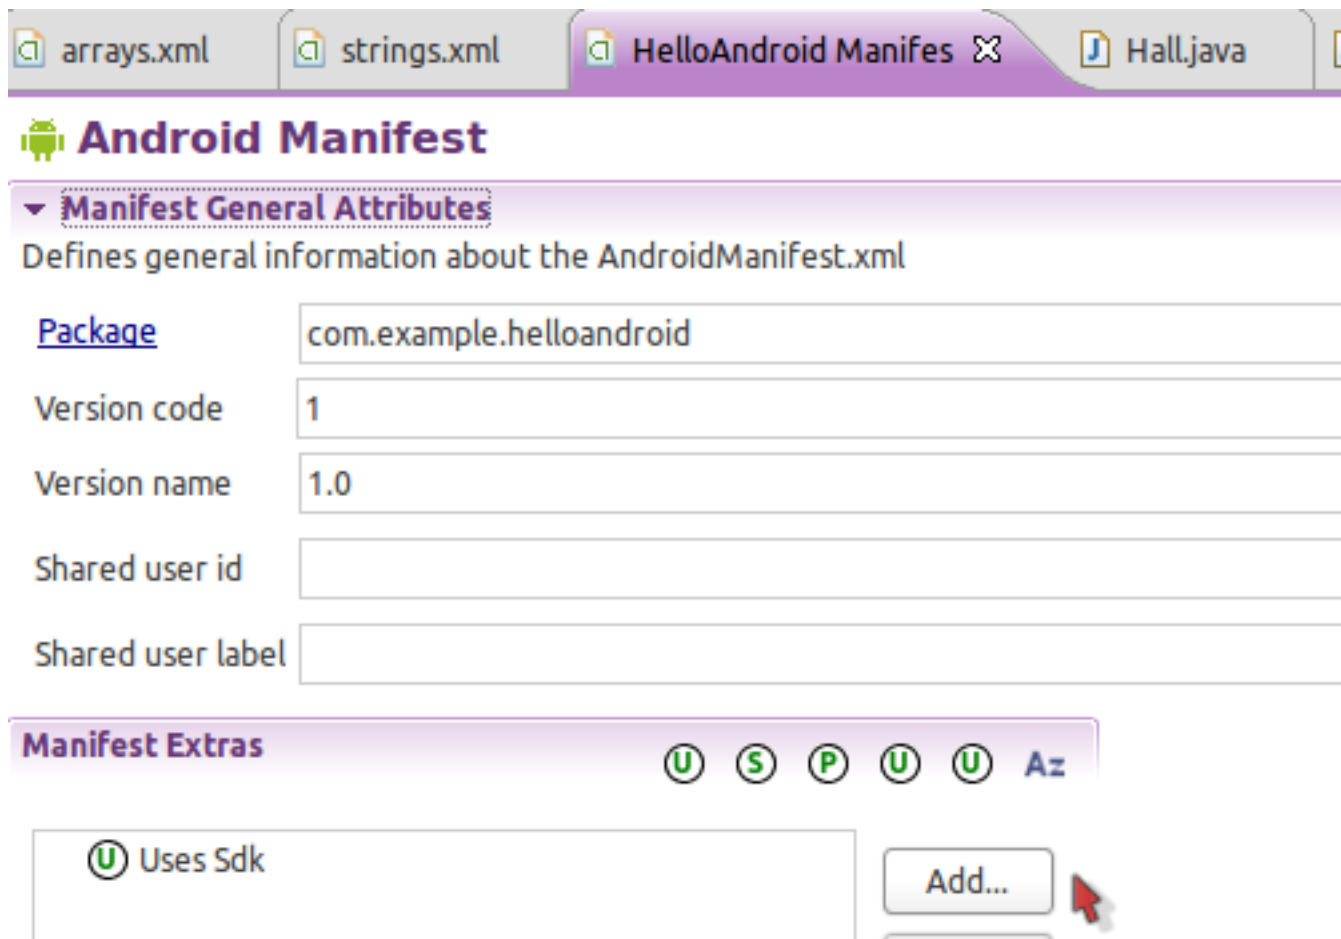 arrays.xml strings.xml HelloAndroid Manifes Hall.java
Android Manifest
Manifest General Attributes
Defines general information about the AndroidManifest.xml
Package com.example.helloandroid
Version code 1
Version name 1.0
Shared user id
Shared user label
Manifest Extras U S P U U Az
U Uses Sdk
Add...